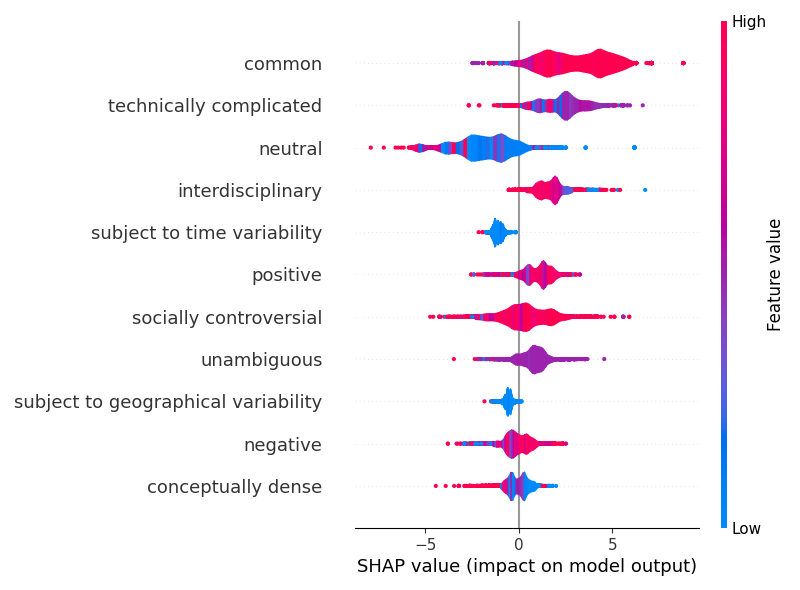 High
common
technically complicated
neutral
interdisciplinary
subject to time variability
positive
socially controversial
unambiguous
subject to geographical variability
negative
conceptually dense
Feature value
Low
−5 0 5
SHAP value (impact on model output)